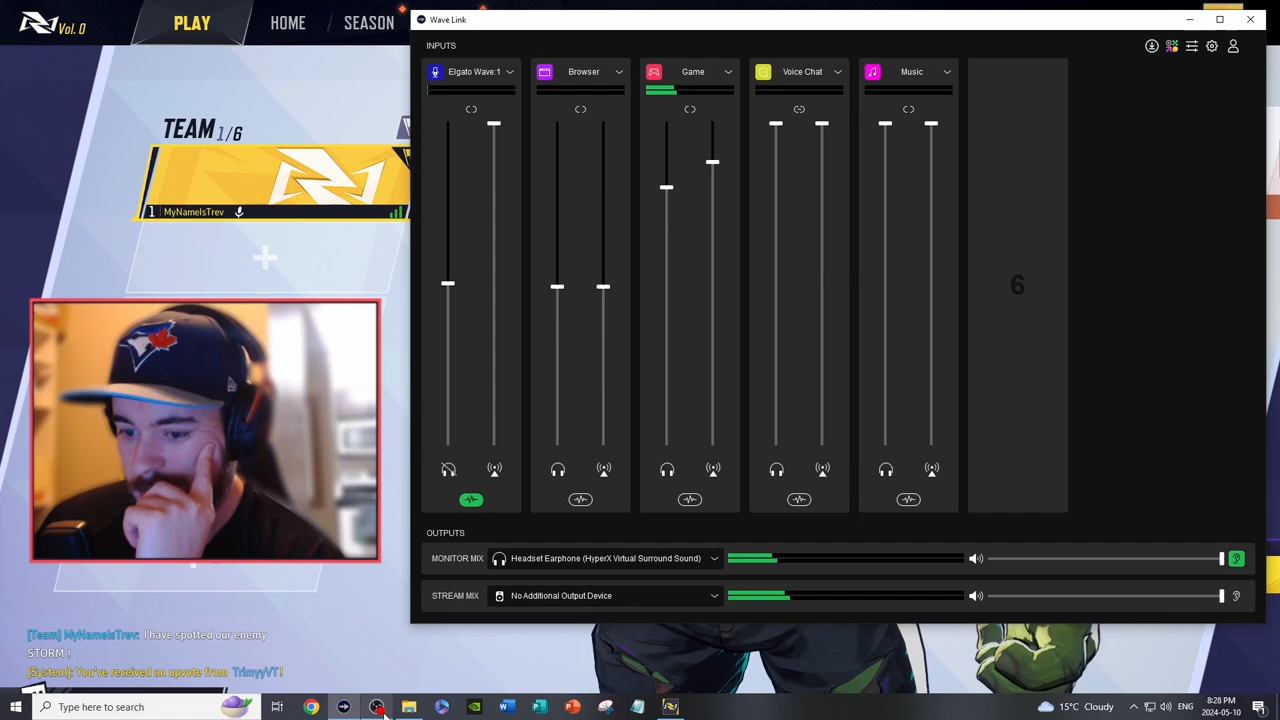 Vol. 0
PLAY
HOME
SEASON
TEAM 1/6
1 MyNameIsTrev
[Team] MyNameIsTrev: I have spotted our enemy
STORM !
[System]: You've received an upvote from TrimyyVT!
Wave Link
INPUTS
Elgato Wave:1
Browser
Game
Voice Chat
Music
6
OUTPUTS
MONITOR MIX
Headset Earphone (HyperX Virtual Surround Sound)
STREAM MIX
No Additional Output Device
Type here to search
15°C Cloudy
8:28 PM
2024-05-10